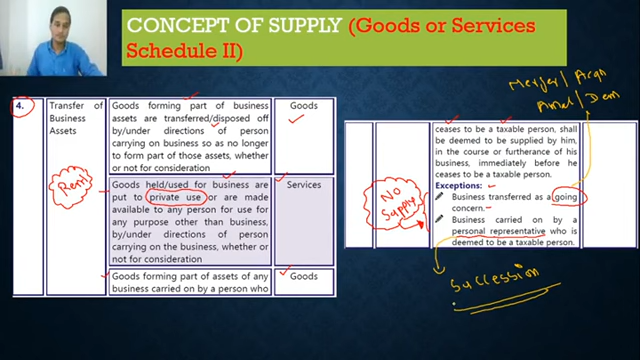 CONCEPT OF SUPPLY (Goods or Services
Schedule II)
4.
Transfer of
Business
Assets
Goods forming part of business
assets are transferred/disposed off
by/under directions of person
carrying on business so as no longer
to form part of those assets, whether
or not for consideration
Goods
Rent
Goods held/used for business are
put to private use or are made
available to any person for use for
any purpose other than business,
by/under directions of person
carrying on the business, whether or
not for consideration
Services
Goods forming part of assets of any
business carried on by a person who
Goods
Merger/Acqn
Amal/Dem
ceases to be a taxable person, shall
be deemed to be supplied by him,
in the course or furtherance of his
business, immediately before he
ceases to be a taxable person.
Exceptions:
Business transferred as a going
concern
Business carried on by a
personal representative who is
deemed to be a taxable person.
No
Supply
Succession